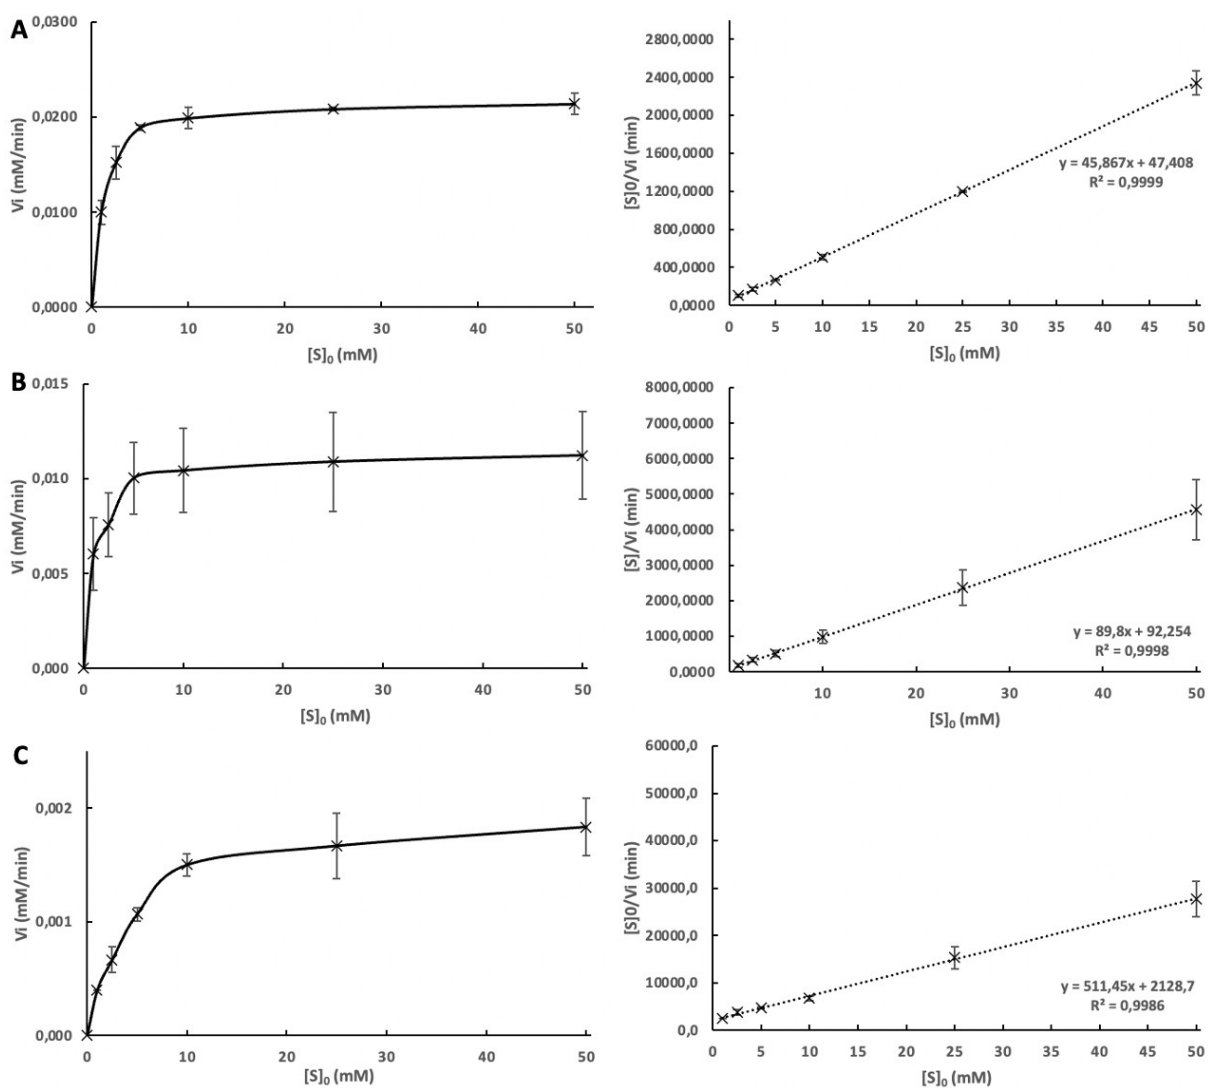 A
0,0300
0,0200
0,0100
0,0000
Vi (mM/min)
0 10 20 30 40 50
[S]₀ (mM)
2800,0000
2400,0000
2000,0000
1600,0000
1200,0000
800,0000
400,0000
0,0000
[S]0/Vi (min)
y = 45,867x + 47,408
R² = 0,9999
0 5 10 15 20 25 30 35 40 45 50
[S]₀ (mM)
B
0,015
0,010
0,005
0,000
Vi (mM/min)
0 10 20 30 40 50
[S]₀ (mM)
8000,0000
7000,0000
6000,0000
5000,0000
4000,0000
3000,0000
2000,0000
1000,0000
0,0000
[S]/Vi (min)
y = 89,8x + 92,254
R² = 0,9998
10 20 30 40 50
[S]₀ (mM)
C
0,002
0,001
0,000
Vi (mM/min)
0 10 20 30 40 50
[S]₀ (mM)
60000,0
50000,0
40000,0
30000,0
20000,0
10000,0
0,0
[S]0/Vi (min)
y = 511,45x + 2128,7
R² = 0,9986
0 5 10 15 20 25 30 35 40 45 50
[S]₀ (mM)